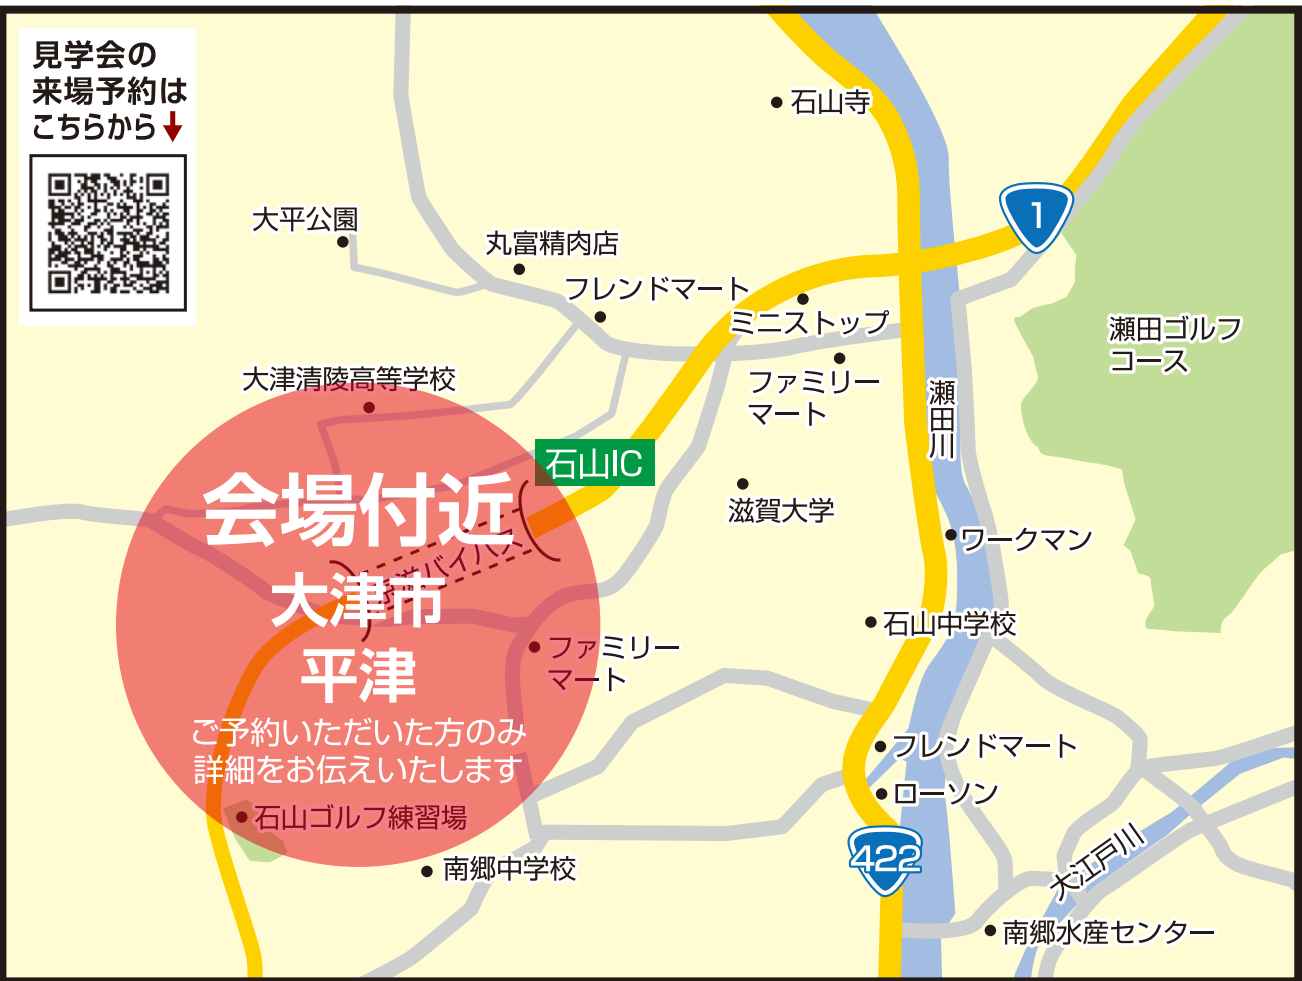 見学会の
来場予約は
こちらから
石山寺
1
大平公園
丸富精肉店
フレンドマート
ミニストップ
瀬田ゴルフ
コース
大津清陵高等学校
ファミリー
マート
瀬田川
石山IC
会場付近
滋賀大学
ワークマン
京滋バイパス
大津市
石山中学校
平津
ファミリー
マート
ご予約いただいた方のみ
詳細をお伝えいたします
フレンドマート
ローソン
石山ゴルフ練習場
422
南郷中学校
大江戸川
南郷水産センター